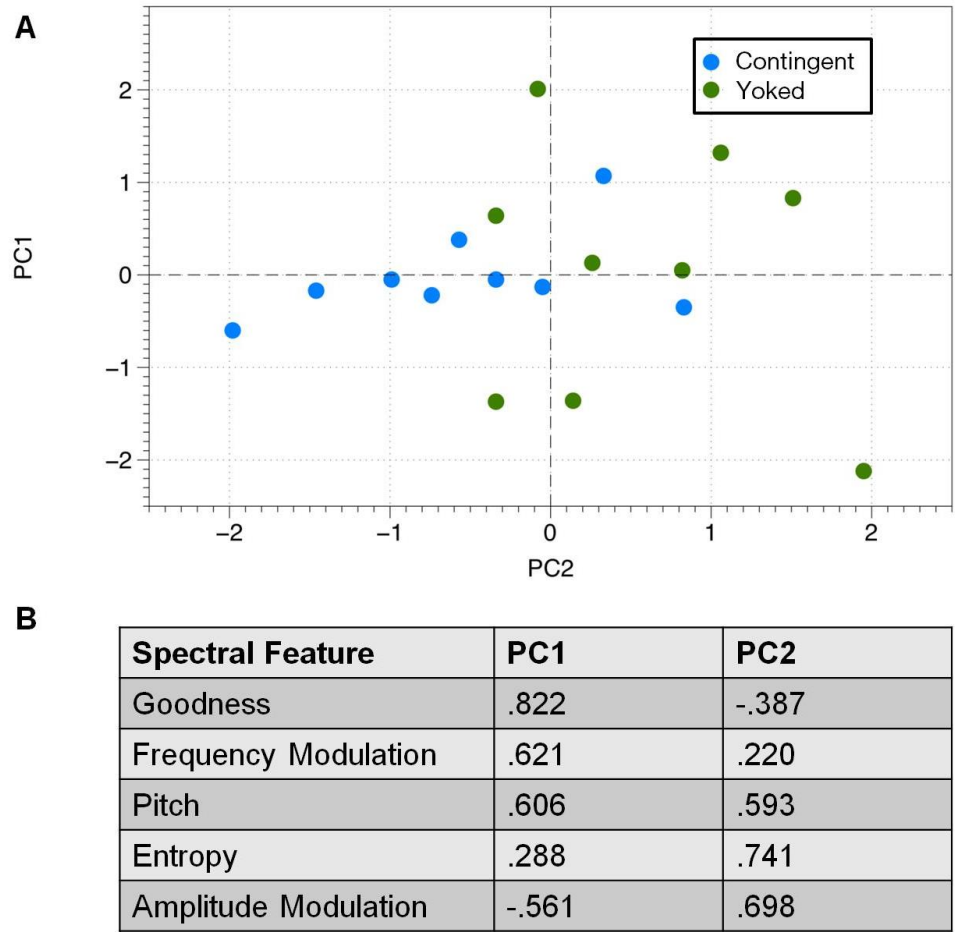 A
Contingent
Yoked
2
1
0
−1
−2
PC1
−2
−1
0
1
2
PC2
B
Spectral Feature PC1 PC2
Goodness .822 -.387
Frequency Modulation .621 .220
Pitch .606 .593
Entropy .288 .741
Amplitude Modulation -.561 .698